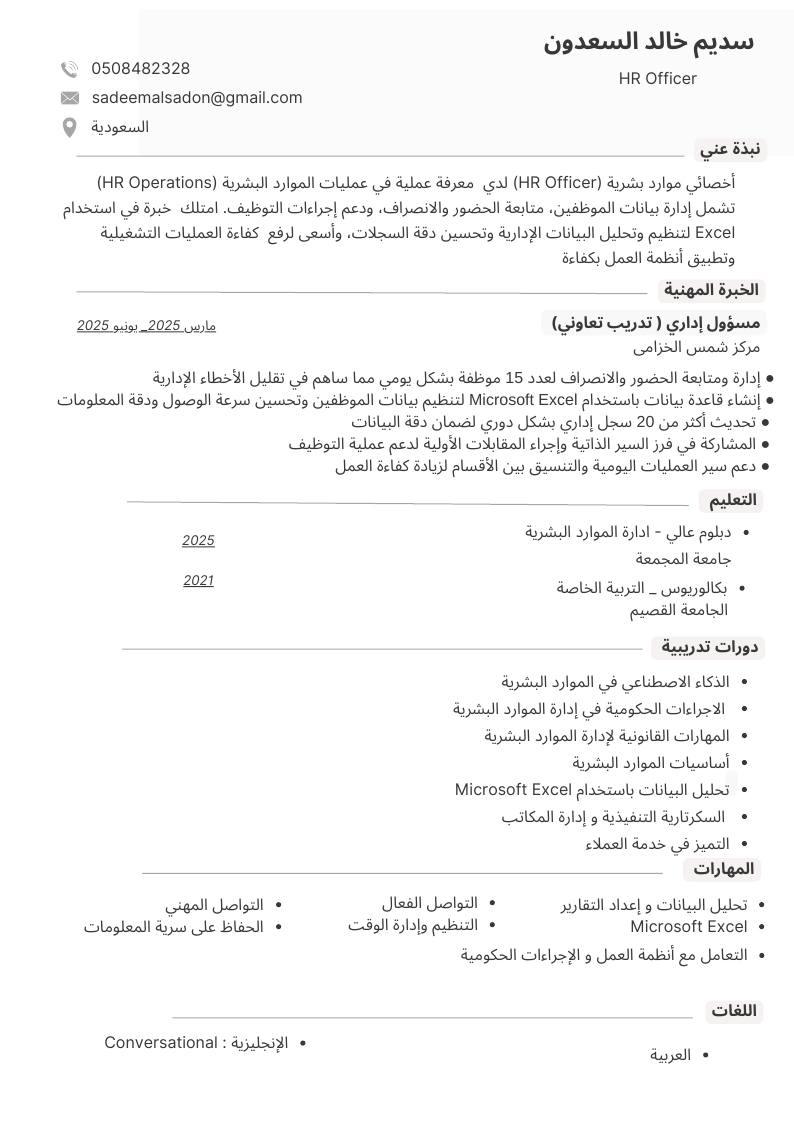 سديم خالد السعدون
HR Officer
0508482328
sadeemalsadon@gmail.com
السعودية
نبذة عني
أخصائي موارد بشرية (HR Officer) لدي معرفة عملية في عمليات الموارد البشرية (HR Operations)
تشمل إدارة بيانات الموظفين، متابعة الحضور والانصراف، ودعم إجراءات التوظيف. امتلك خبرة في استخدام
Excel لتنظيم وتحليل البيانات الإدارية وتحسين دقة السجلات، وأسعى لرفع كفاءة العمليات التشغيلية
وتطبيق أنظمة العمل بكفاءة
الخبرة المهنية
مسؤول إداري ( تدريب تعاوني)
مارس 2025_ يونيو 2025
مركز شمس الخزامى
● إدارة ومتابعة الحضور والانصراف لعدد 15 موظفة بشكل يومي مما ساهم في تقليل الأخطاء الإدارية
● إنشاء قاعدة بيانات باستخدام Microsoft Excel لتنظيم بيانات الموظفين وتحسين سرعة الوصول ودقة المعلومات
● تحديث أكثر من 20 سجل إداري بشكل دوري لضمان دقة البيانات
● المشاركة في فرز السير الذاتية وإجراء المقابلات الأولية لدعم عملية التوظيف
● دعم سير العمليات اليومية والتنسيق بين الأقسام لزيادة كفاءة العمل
التعليم
• دبلوم عالي - ادارة الموارد البشرية
2025
جامعة المجمعة
• بكالوريوس _ التربية الخاصة
2021
الجامعة القصيم
دورات تدريبية
• الذكاء الاصطناعي في الموارد البشرية
• الاجراءات الحكومية في إدارة الموارد البشرية
• المهارات القانونية لإدارة الموارد البشرية
• أساسيات الموارد البشرية
• تحليل البيانات باستخدام Microsoft Excel
• السكرتارية التنفيذية و إدارة المكاتب
• التميز في خدمة العملاء
المهارات
• تحليل البيانات و إعداد التقارير
• Microsoft Excel
• التعامل مع أنظمة العمل و الإجراءات الحكومية
• التواصل الفعال
• التنظيم وإدارة الوقت
• التواصل المهني
• الحفاظ على سرية المعلومات
اللغات
• العربية
• الإنجليزية : Conversational